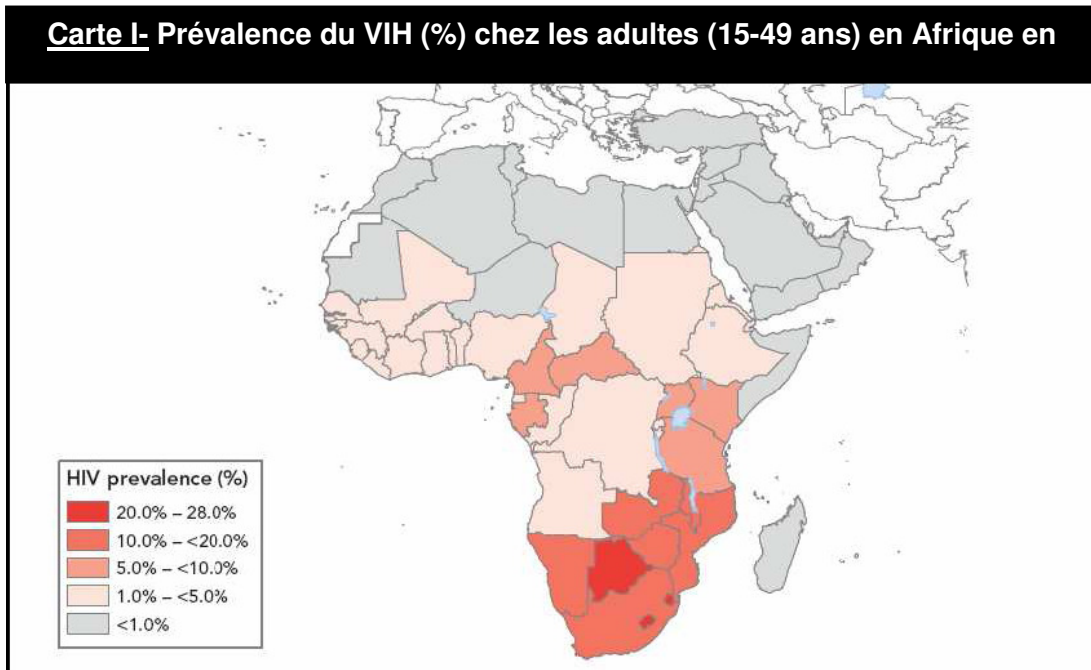 Carte I- Prévalence du VIH (%) chez les adultes (15-49 ans) en Afrique en
HIV prevalence (%)
20.0% – 28.0%
10.0% – <20.0%
5.0% – <10.0%
1.0% – <5.0%
<1.0%